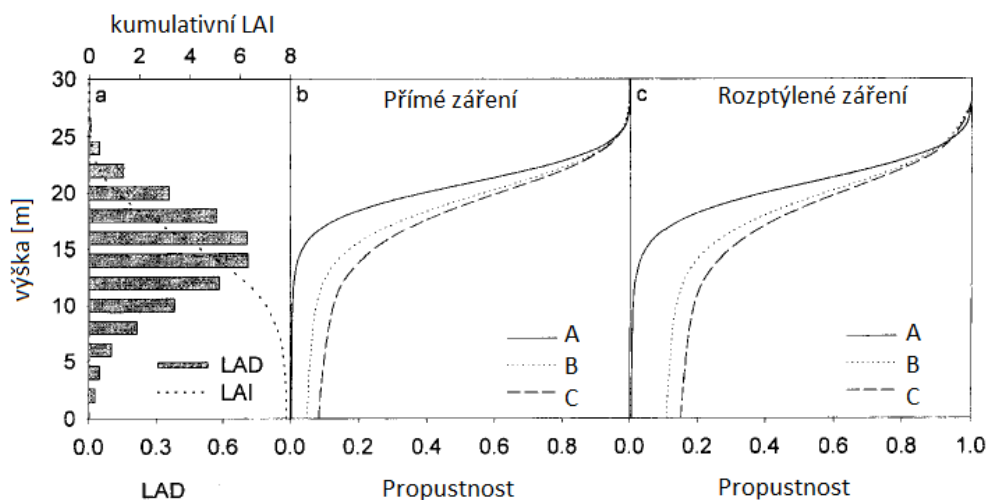 kumulativní LAI
0 2 4 6 8
30
25
20
15
10
5
0
výška [m]
a
LAD
LAI
0.0 0.3 0.6
LAD
b
Přímé záření
A
B
C
0.0 0.2 0.4 0.6 0.8
Propustnost
c
Rozptýlené záření
A
B
C
0.0 0.2 0.4 0.6 0.8 1.0
Propustnost